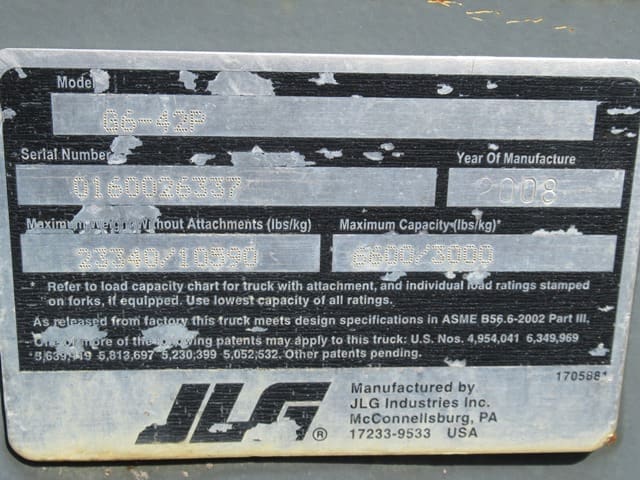 Model
G6-42P
Serial Number
Year Of Manufacture
0160026337
2008
Maximum Weight Without Attachments (lbs/kg)
Maximum Capacity (lbs/kg)*
23340/10590
6600/3000
* Refer to load capacity chart for truck with attachment, and individual load ratings stamped
on forks, if equipped. Use lowest capacity of all ratings.
As released from factory this truck meets design specifications in ASME B56.6-2002 Part III.
One or more of the following patents may apply to this truck: U.S. Nos. 4,954,041 6,349,969
5,813,697 5,230,399 5,052,532. Other patents pending.
1705881
JLG ®
Manufactured by
JLG Industries Inc.
McConnellsburg, PA
17233-9533 USA